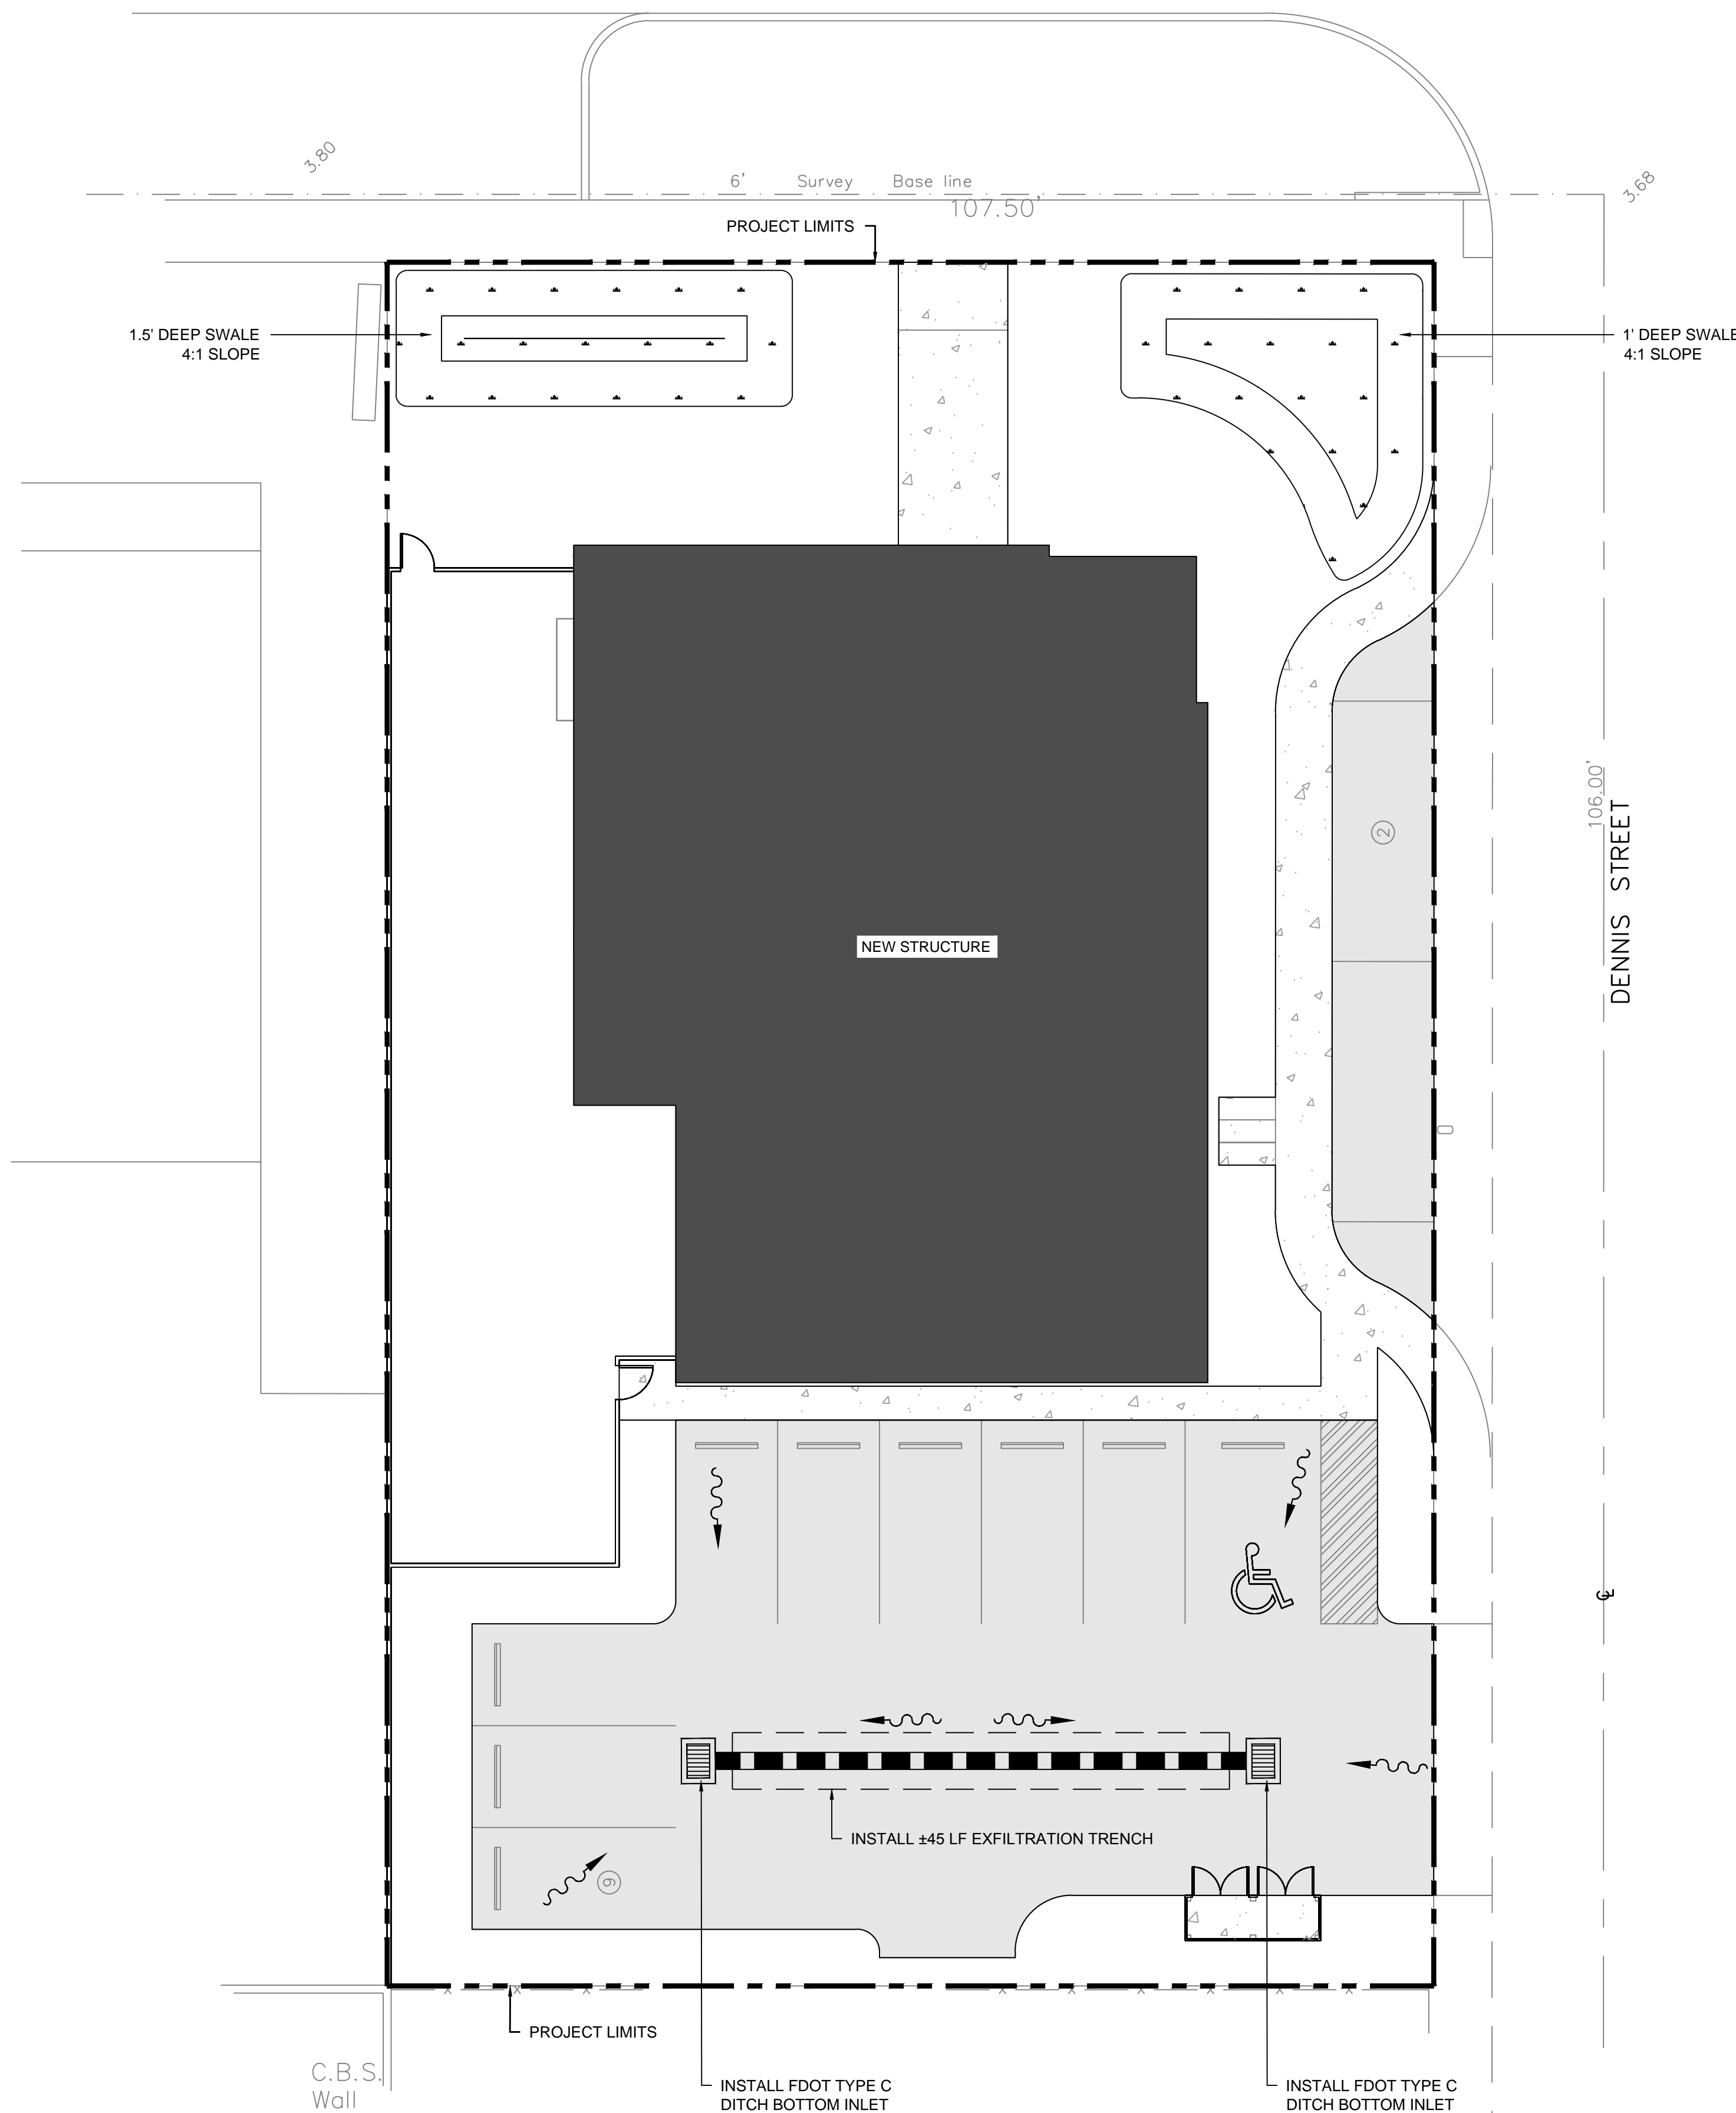 3.80
6' Survey Base line
3.68
107.50'
PROJECT LIMITS
1.5' DEEP SWALE
4:1 SLOPE
1' DEEP SWALE
4:1 SLOPE
106.00'
DENNIS STREET
2
NEW STRUCTURE
INSTALL ±45 LF EXFILTRATION TRENCH
9
PROJECT LIMITS
C.B.S.
Wall
INSTALL FDOT TYPE C
DITCH BOTTOM INLET
INSTALL FDOT TYPE C
DITCH BOTTOM INLET